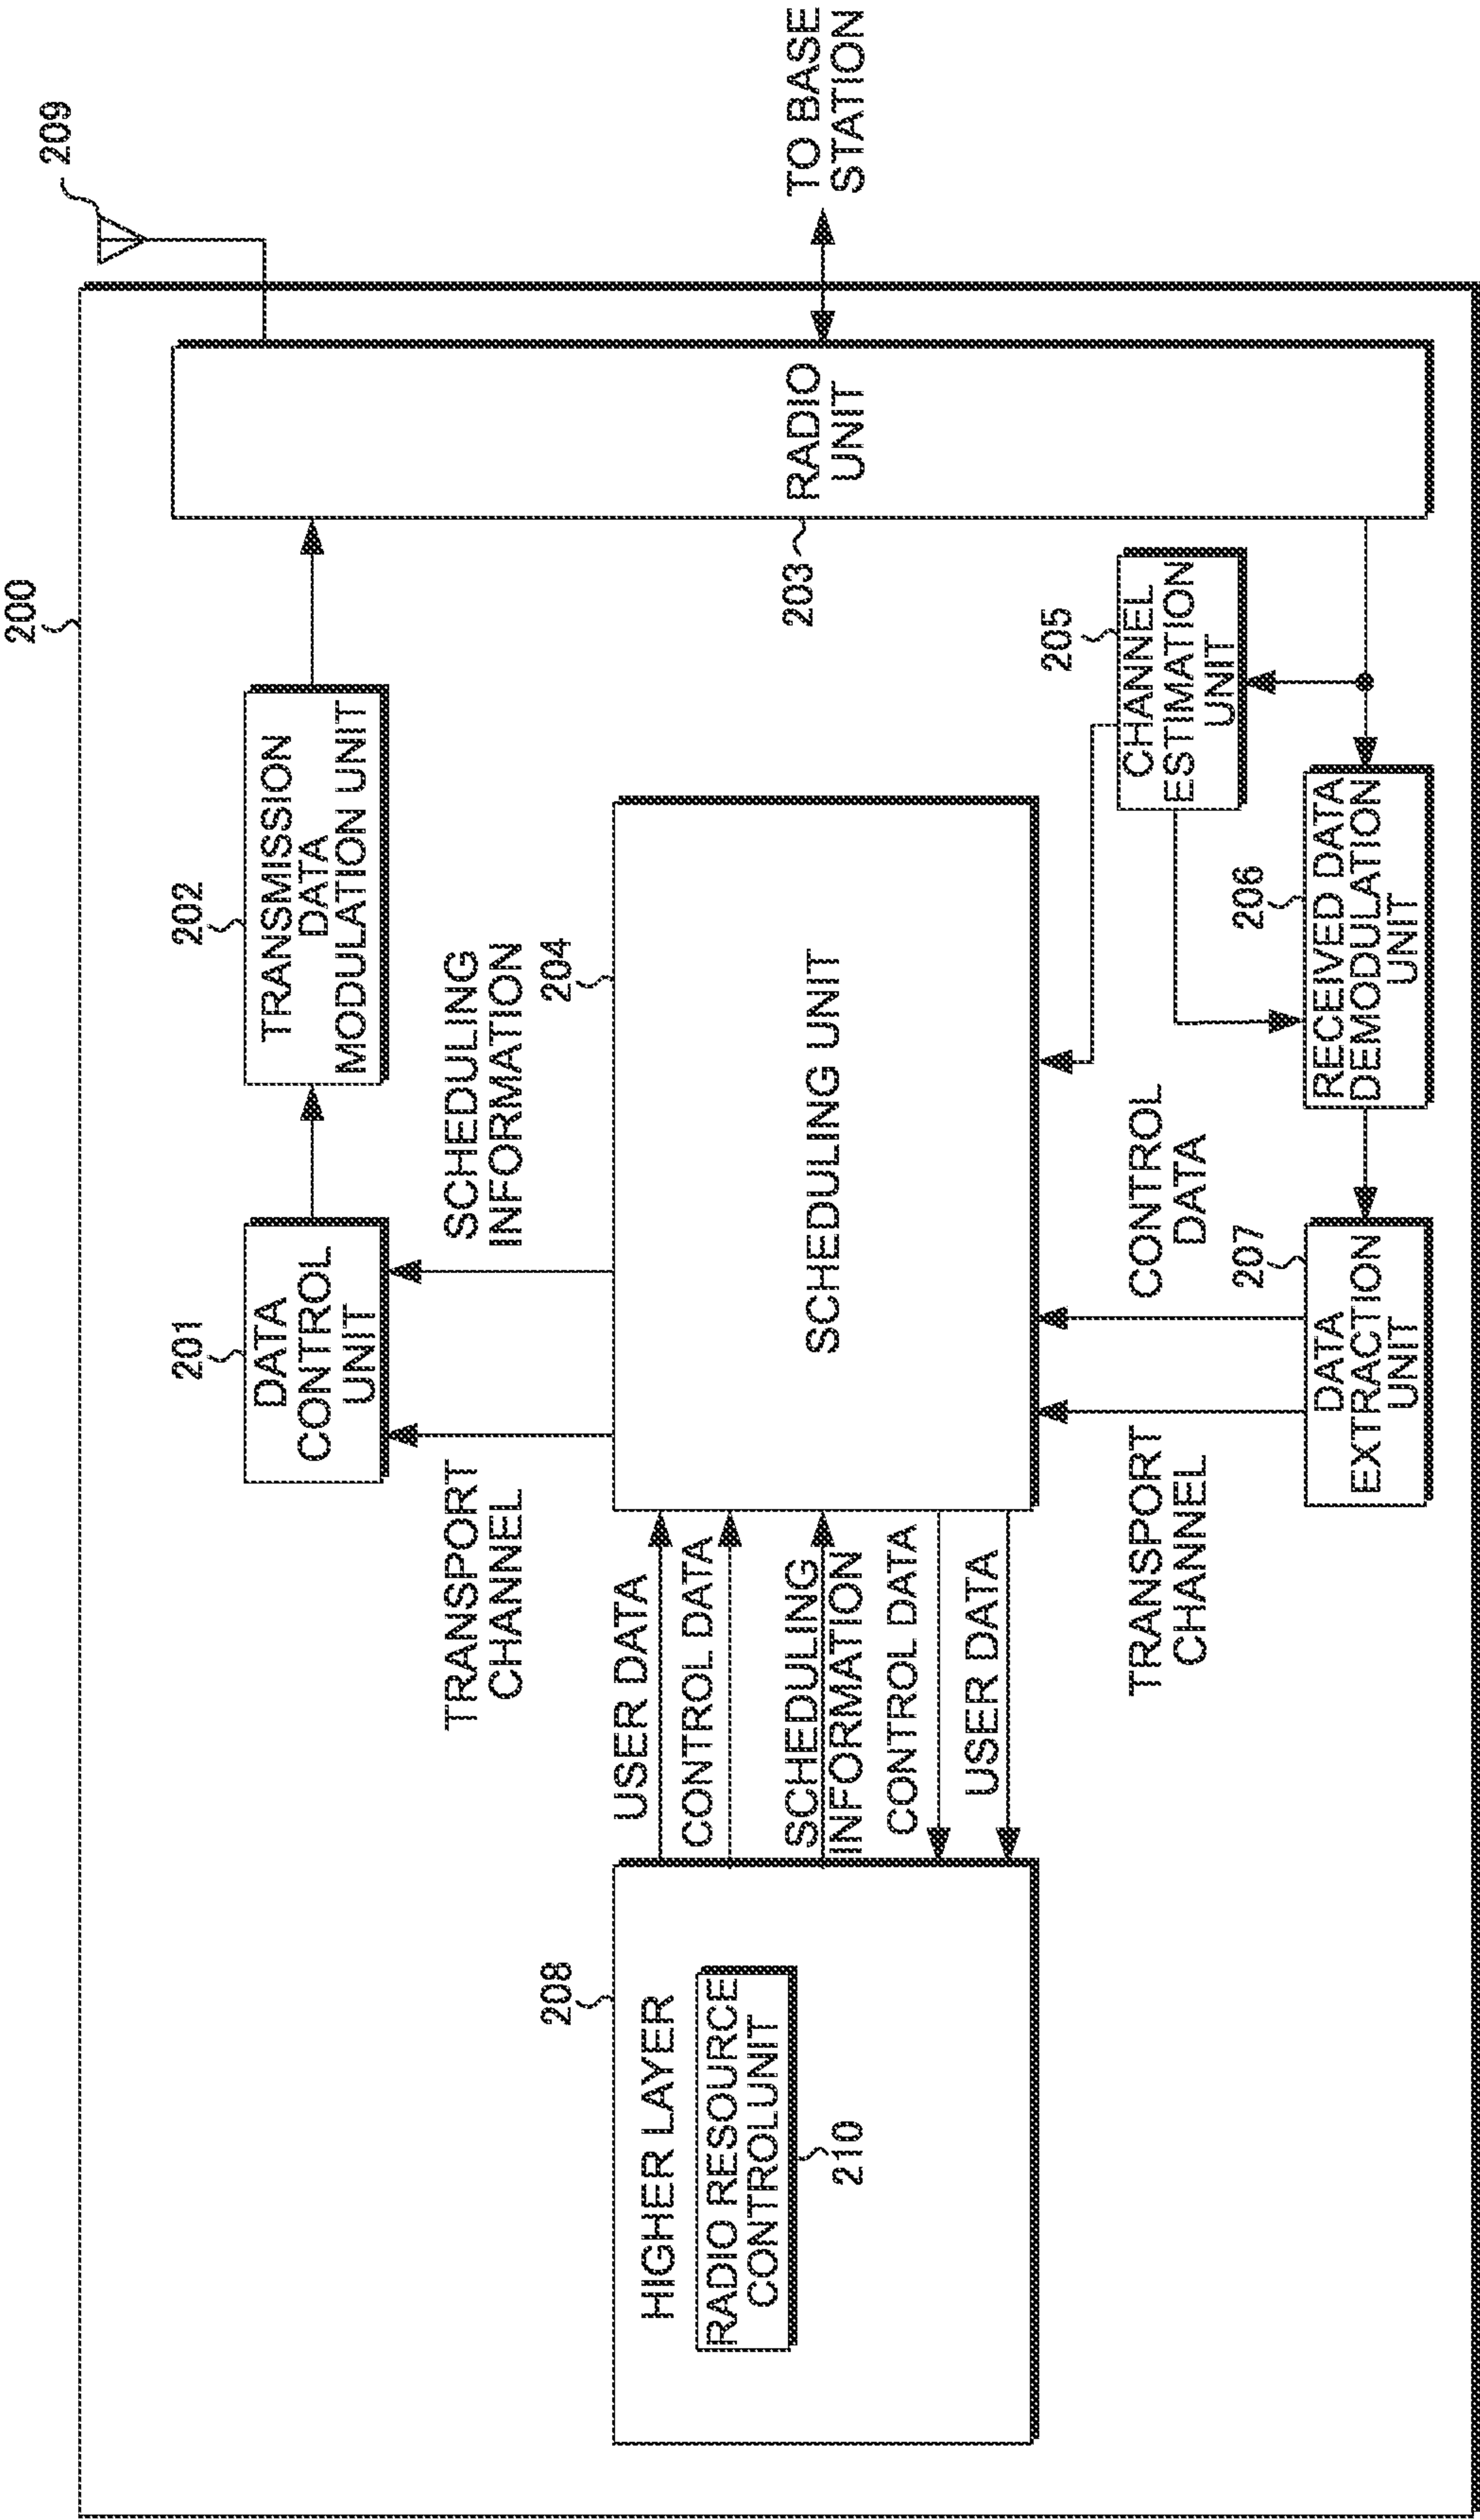 200
209
201
DATA
CONTROL
UNIT
202
TRANSMISSION
DATA
MODULATION UNIT
TRANSPORT
CHANNEL
SCHEDULING
INFORMATION
208
HIGHER LAYER
RADIO RESOURCE
CONTROLUNIT
210
USER DATA
CONTROL DATA
SCHEDULING
INFORMATION
CONTROL DATA
USER DATA
204
SCHEDULING UNIT
203
RADIO
UNIT
TO BASE
STATION
TRANSPORT
CHANNEL
CONTROL
DATA
205
CHANNEL
ESTIMATION
UNIT
207
DATA
EXTRACTION
UNIT
206
RECEIVED DATA
DEMODULATION
UNIT